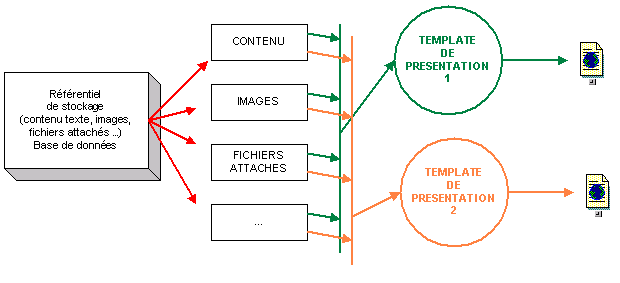 Référentiel
de stockage
(contenu texte, images,
fichiers attachés ...)
Base de données
CONTENU
IMAGES
FICHIERS
ATTACHES
...
TEMPLATE
DE
PRESENTATION
1
TEMPLATE
DE
PRESENTATION
2